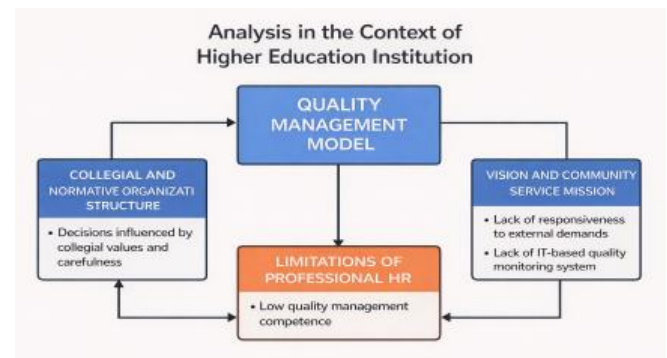 Analysis in the Context of
Higher Education Institution
QUALITY
MANAGEMENT
MODEL
COLLEGIAL AND
NORMATIVE ORGANIZATI
STRUCTURE
• Decisions influenced by
collegial values and
carefulness
VISION AND COMMUNITY
SERVICE MISSION
• Lack of responsiveness
to external demands
• Lack of IT-based quality
monitoring system
LIMITATIONS OF
PROFESSIONAL HR
• Low quality management
competence